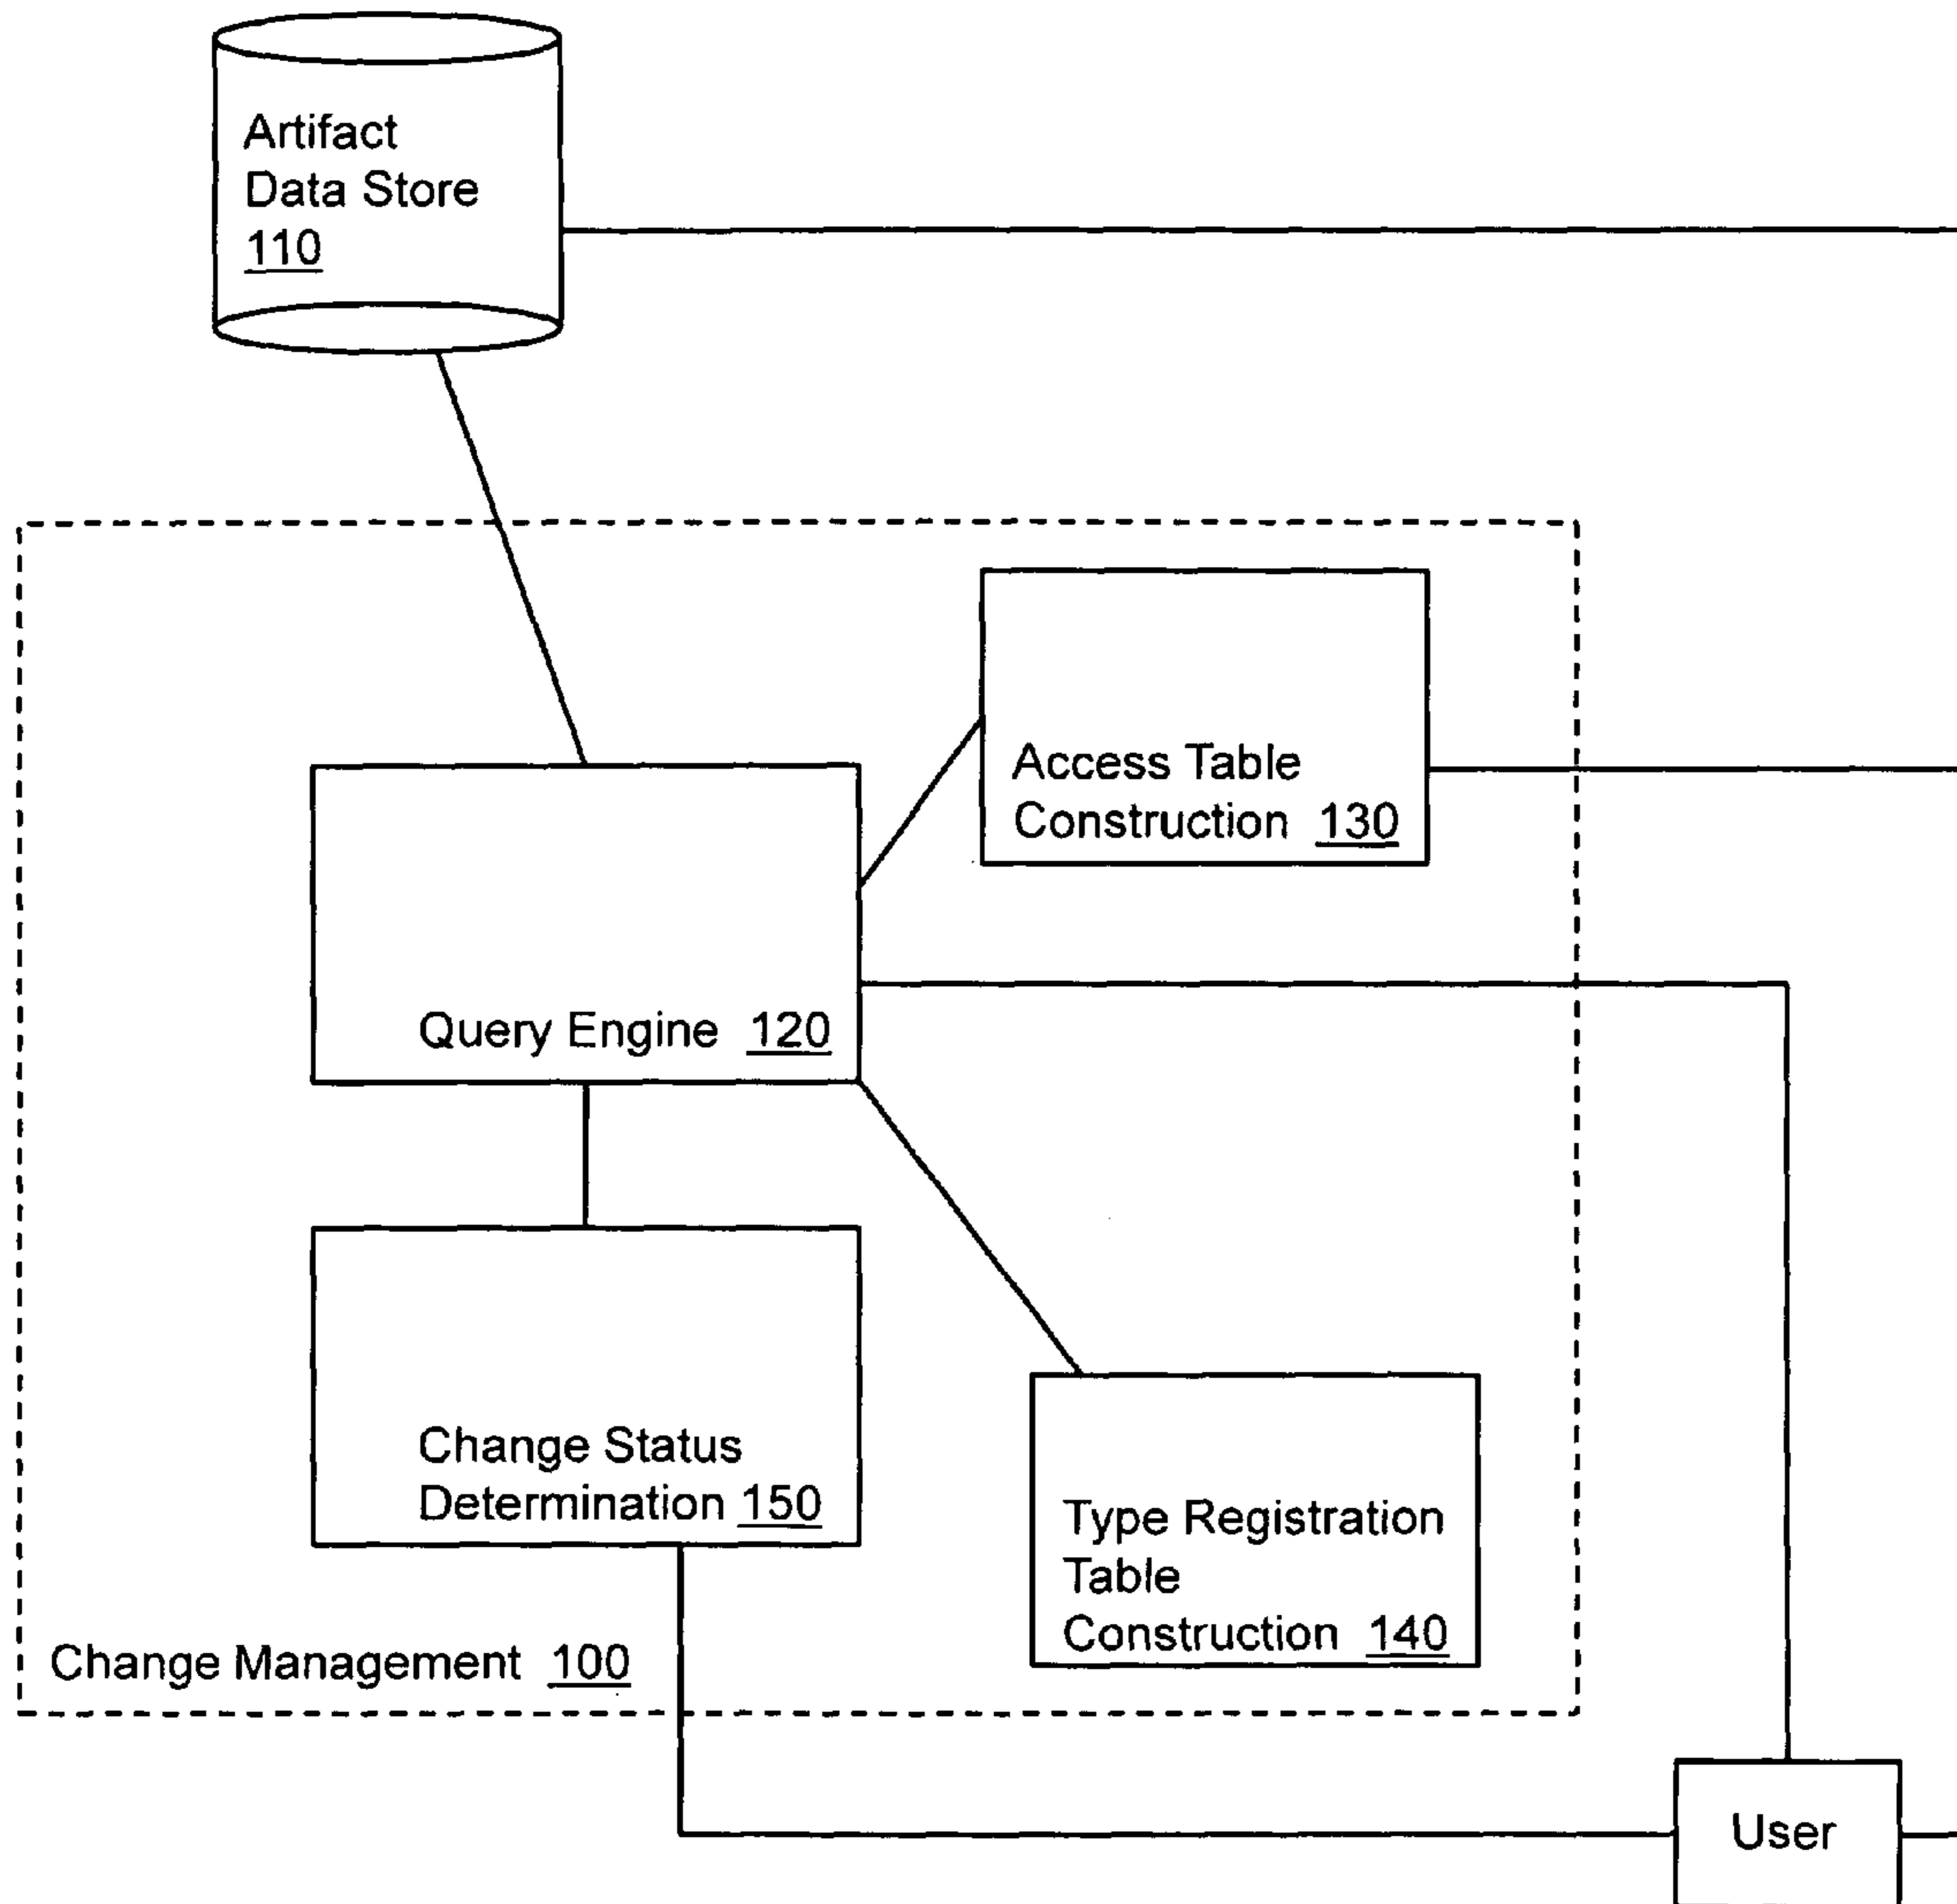 Artifact
Data Store
110
Access Table
Construction 130
Query Engine 120
Change Status
Determination 150
Type Registration
Table
Construction 140
Change Management 100
User